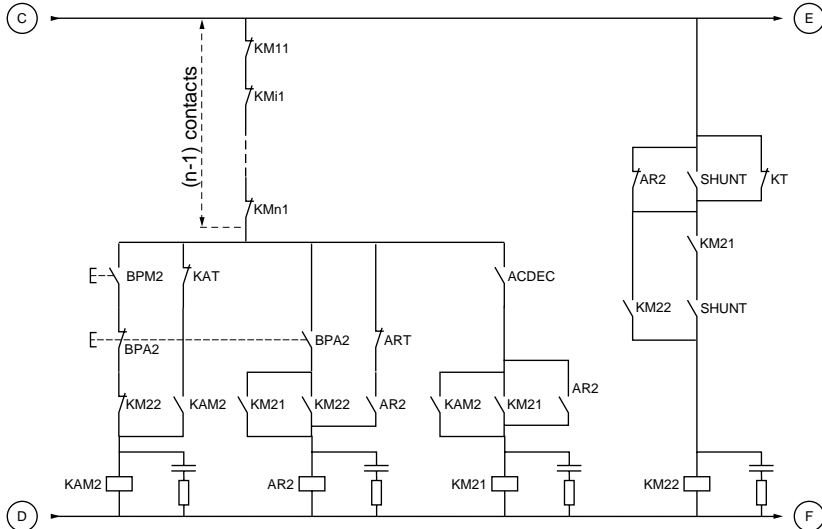 C
E
KM11
KMi1
(n-1) contacts
KMn1
AR2
SHUNT
KT
KM21
BPM2
KAT
ACDEC
KM22
SHUNT
BPA2
BPA2
ART
KM22
KAM2
KM21
KM22
AR2
KAM2
KM21
AR2
KAM2
AR2
KM21
KM22
D
F